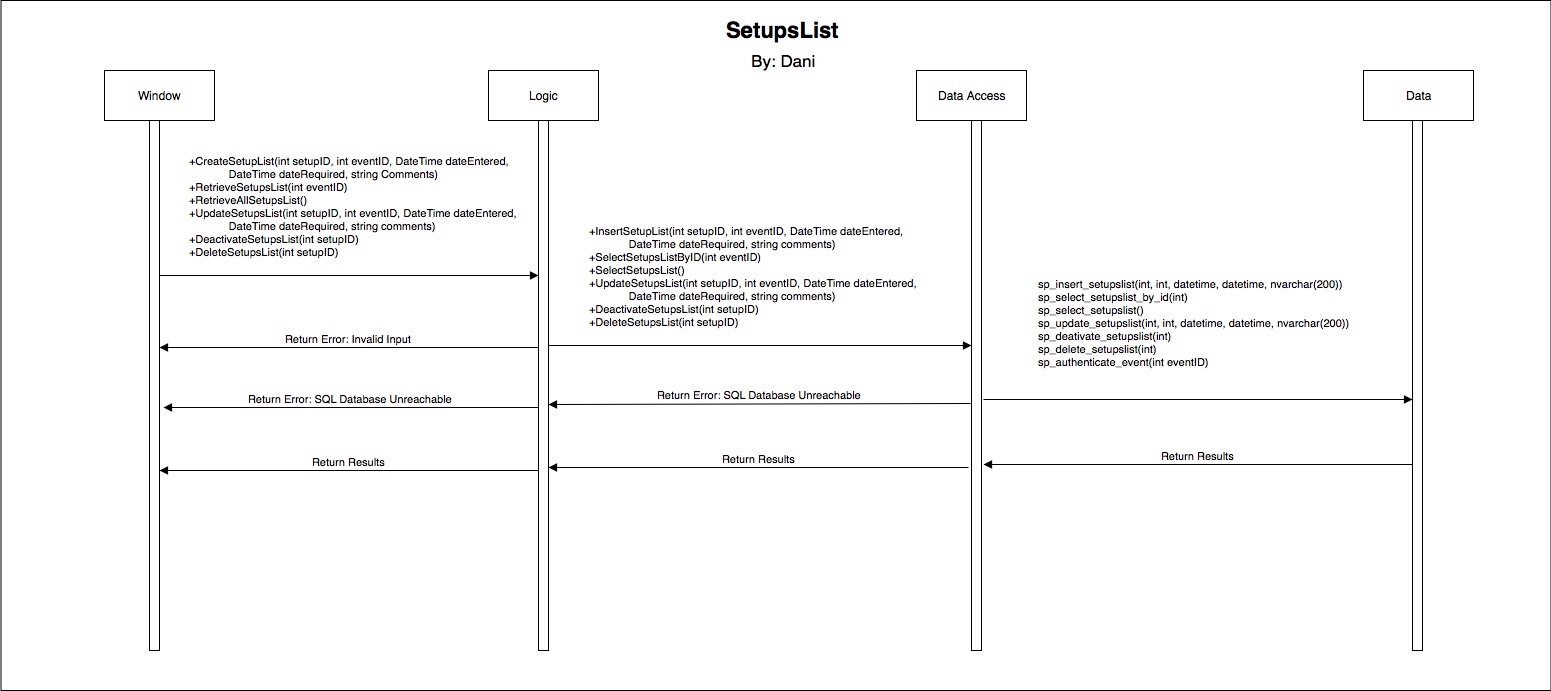 SetupsList
By: Dani
Window
Logic
Data Access
Data
+CreateSetupList(int setupID, int eventID, DateTime dateEntered,
DateTime dateRequired, string Comments)
+RetrieveSetupsList(int eventID)
+RetrieveAllSetupsList()
+UpdateSetupsList(int setupID, int eventID, DateTime dateEntered,
DateTime dateRequired, string comments)
+DeactivateSetupsList(int setupID)
+DeleteSetupsList(int setupID)
+InsertSetupList(int setupID, int eventID, DateTime dateEntered,
DateTime dateRequired, string comments)
+SelectSetupsListByID(int eventID)
+SelectSetupsList()
+UpdateSetupsList(int setupID, int eventID, DateTime dateEntered,
DateTime dateRequired, string comments)
+DeactivateSetupsList(int setupID)
+DeleteSetupsList(int setupID)
sp_insert_setupslist(int, int, datetime, datetime, nvarchar(200))
sp_select_setupslist_by_id(int)
sp_select_setupslist()
sp_update_setupslist(int, int, datetime, datetime, nvarchar(200))
sp_deativate_setupslist(int)
sp_delete_setupslist(int)
sp_authenticate_event(int eventID)
Return Error: Invalid Input
Return Error: SQL Database Unreachable
Return Error: SQL Database Unreachable
Return Results
Return Results
Return Results